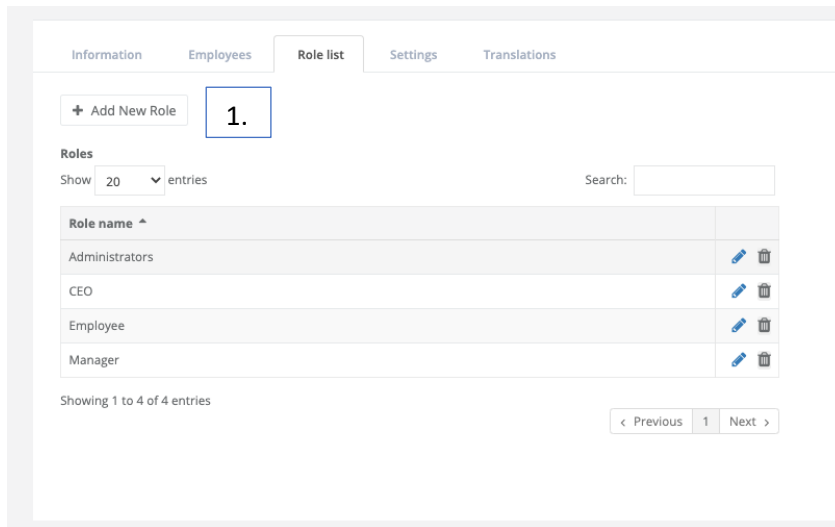 Information Employees Role list Settings Translations
+ Add New Role
1.
Roles
Show 20 entries Search:
Role name
Administrators
CEO
Employee
Manager
Showing 1 to 4 of 4 entries
‹ Previous 1 Next ›